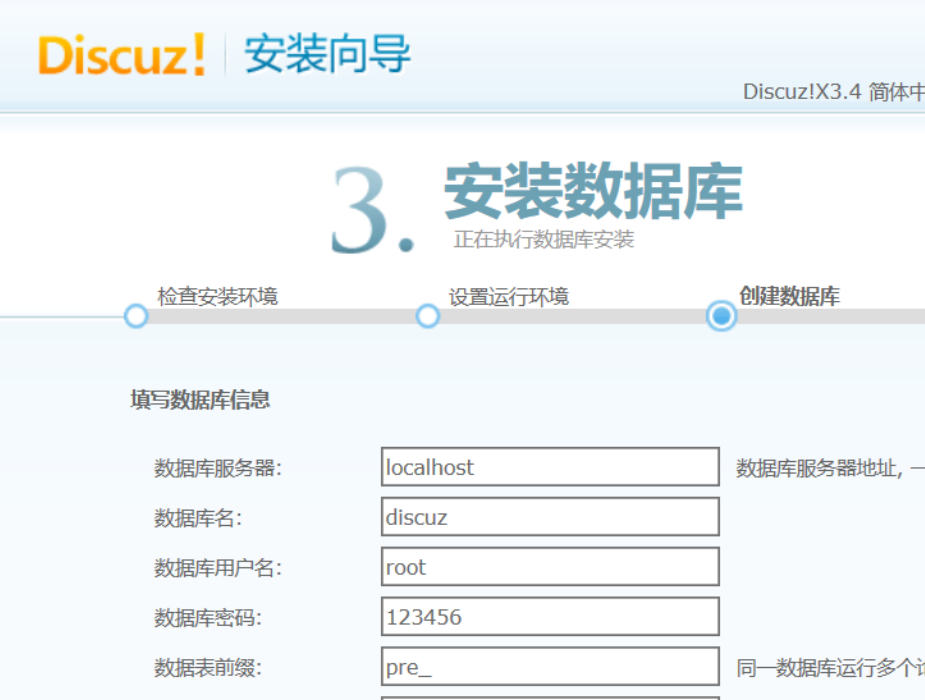 Discuz! 安装向导
Discuz!X3.4 简体中
3. 安装数据库
正在执行数据库安装
检查安装环境 设置运行环境 创建数据库
填写数据库信息
数据库服务器: localhost 数据库服务器地址, 一
数据库名: discuz
数据库用户名: root
数据库密码: 123456
数据表前缀: pre_ 同一数据库运行多个